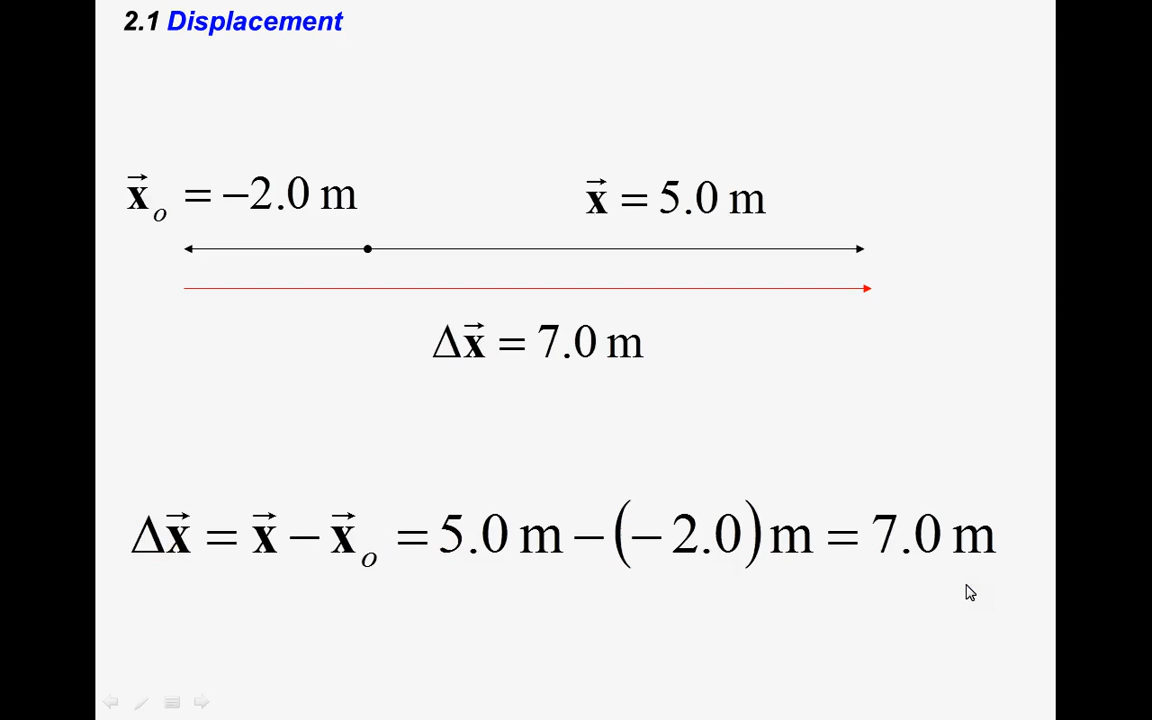 2.1 Displacement
x⃗ₒ = −2.0 m
x⃗ = 5.0 m
Δx⃗ = 7.0 m
Δx⃗ = x⃗ − x⃗ₒ = 5.0 m − (− 2.0) m = 7.0 m